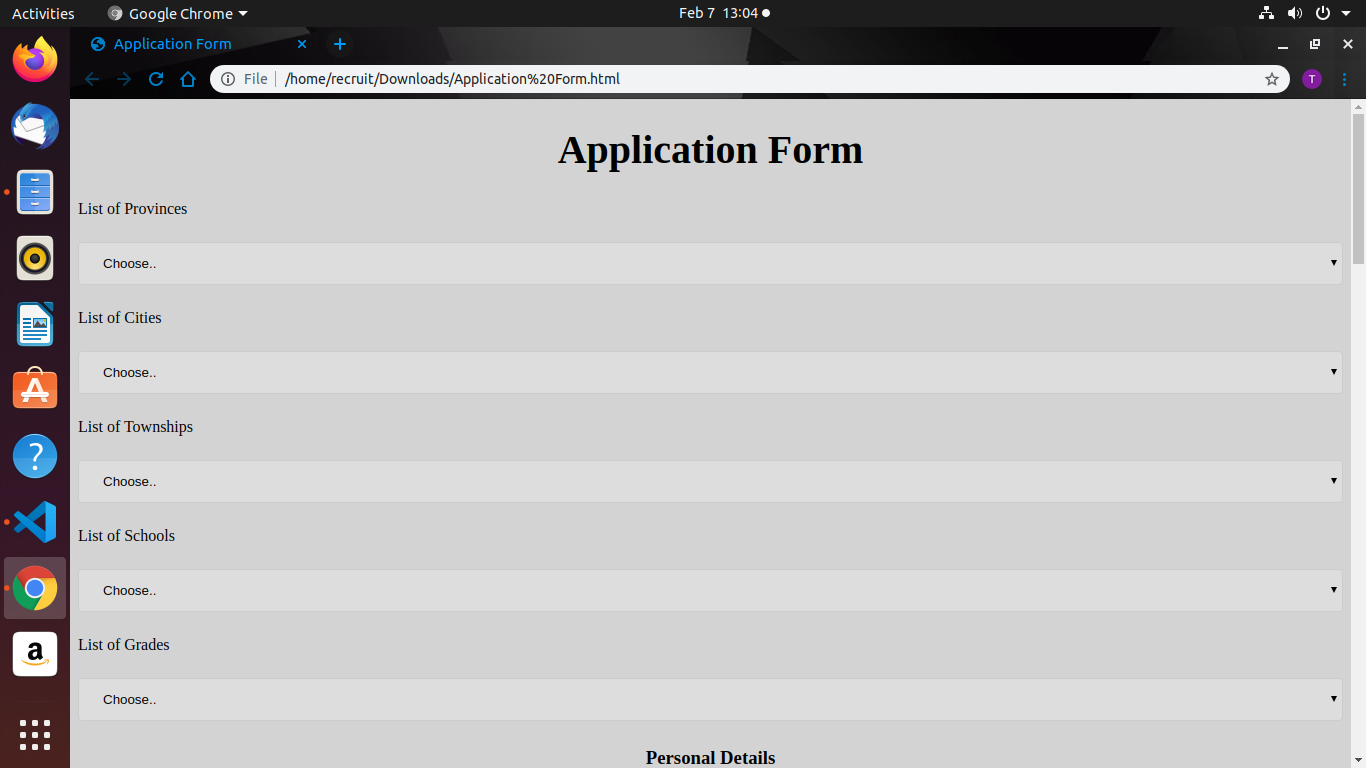 Activities Google Chrome Feb 7 13:04
Application Form
File /home/recruit/Downloads/Application%20Form.html T
Application Form
List of Provinces
Choose..
List of Cities
Choose..
List of Townships
Choose..
List of Schools
Choose..
List of Grades
Choose..
Personal Details